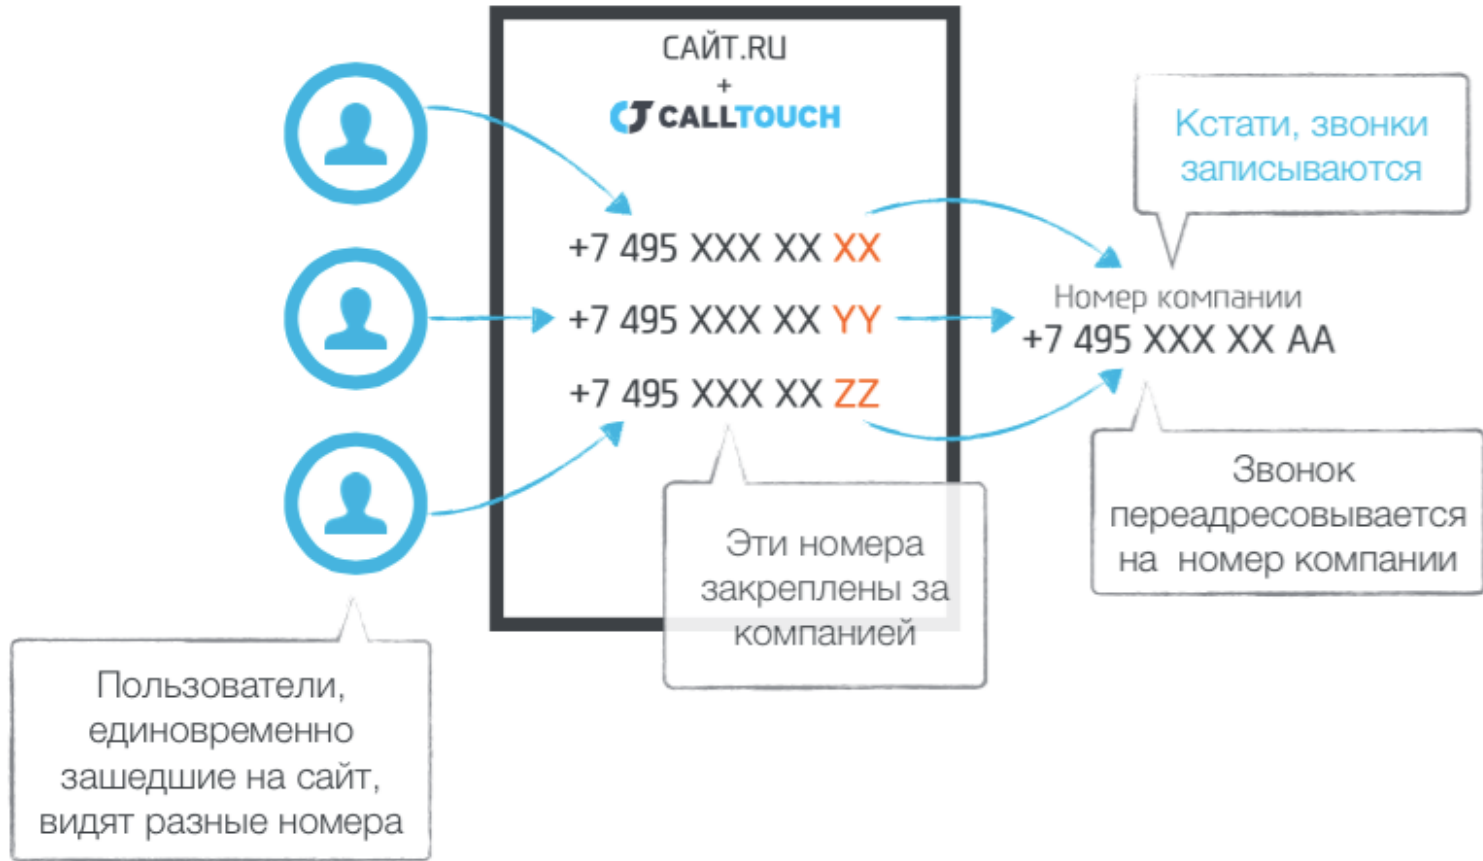 САЙТ.RU
+
CALLTOUCH
Кстати, звонки
записываются
+7 495 XXX XX XX
+7 495 XXX XX YY
+7 495 XXX XX ZZ
Номер компании
+7 495 XXX XX AA
Звонок
переадресовывается
на номер компании
Эти номера
закреплены за
компанией
Пользователи,
единовременно
зашедшие на сайт,
видят разные номера